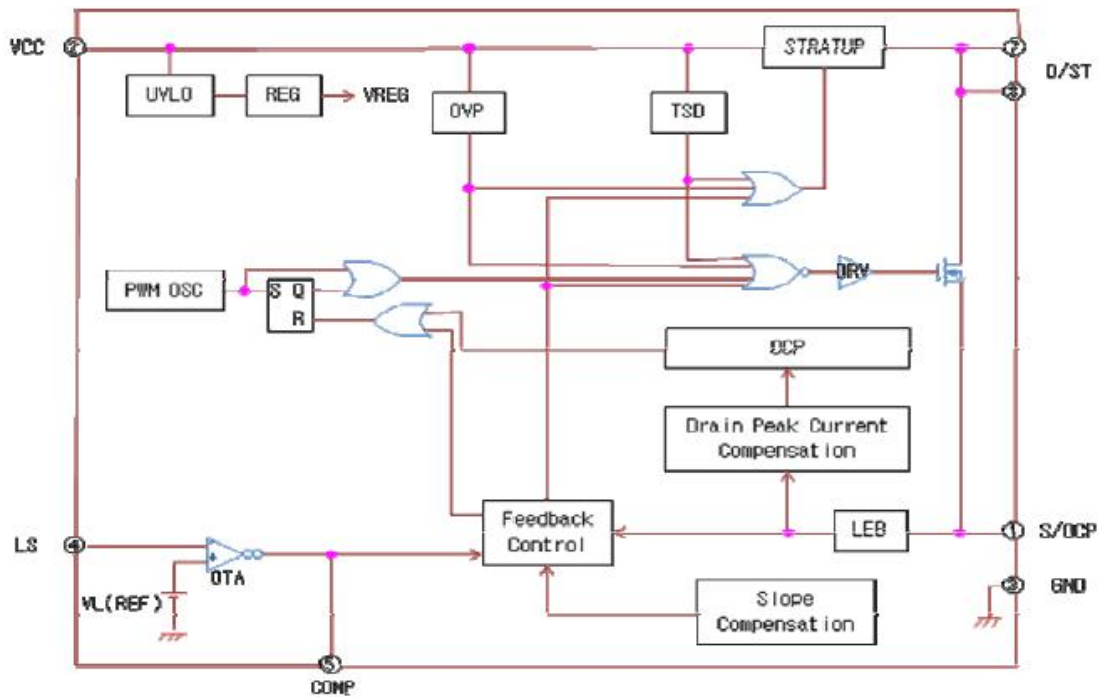 VCC
2
STRATUP
7
D/ST
8
UVLO
REG
VREG
OVP
TSD
PWM OSC
S Q
R
DRV
OCP
Drain Peak Current
Compensation
Feedback
Control
LEB
1
S/OCP
LS
4
OTA
VL(REF)
3
GND
Slope
Compensation
5
COMP